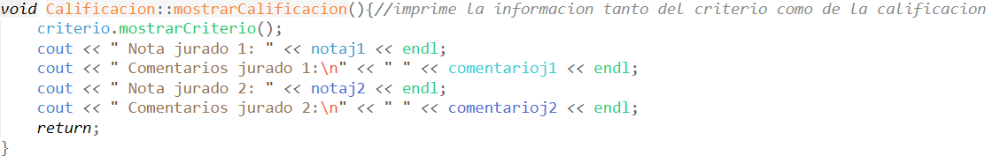 void Calificacion::mostrarCalificacion(){//imprime la informacion tanto del criterio como de la calificacion
    criterio.mostrarCriterio();
    cout << " Nota jurado 1: " << notaj1 << endl;
    cout << " Comentarios jurado 1:\n" << " " << comentarioj1 << endl;
    cout << " Nota jurado 2: " << notaj2 << endl;
    cout << " Comentarios jurado 2:\n" << " " << comentarioj2 << endl;
    return;
}